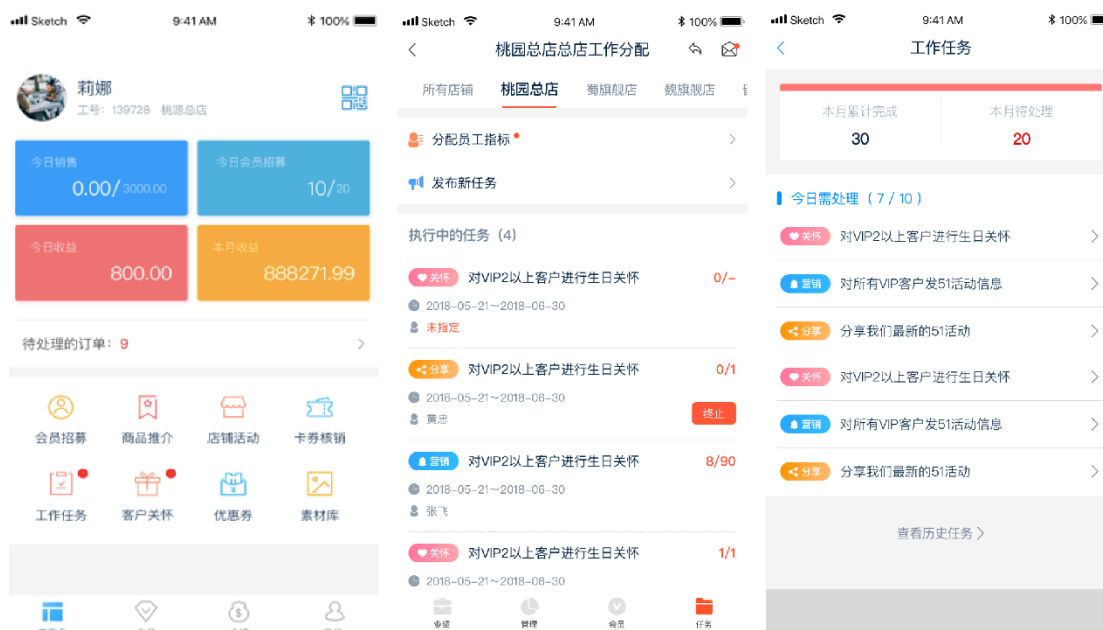 Sketch 9:41 AM 100%
莉娜
工号：139728 桃源总店
今日销售
0.00/3000.00
今日会员招募
10/20
今日收益
800.00
本月收益
888271.99
待处理的订单：9
会员招募 商品推介 店铺活动 卡券核销
工作任务 客户关怀 优惠券 素材库
Sketch 9:41 AM 100%
桃园总店总店工作分配
所有店铺 桃园总店 蜀旗舰店 魏旗舰店
分配员工指标
发布新任务
执行中的任务（4）
关怀 对VIP2以上客户进行生日关怀 0/-
2018-05-21~2018-06-30
未指定
分享 对VIP2以上客户进行生日关怀 0/1
2018-05-21~2018-06-30
黄忠 终止
营销 对VIP2以上客户进行生日关怀 8/90
2018-05-21~2018-06-30
张飞
关怀 对VIP2以上客户进行生日关怀 1/1
2018-05-21~2018-06-30
业绩 管理 会员 任务
Sketch 9:41 AM 100%
工作任务
本月累计完成
30
本月待处理
20
今日需处理（7 / 10）
关怀 对VIP2以上客户进行生日关怀
营销 对所有VIP客户发51活动信息
分享 分享我们最新的51活动
关怀 对VIP2以上客户进行生日关怀
营销 对所有VIP客户发51活动信息
分享 分享我们最新的51活动
查看历史任务